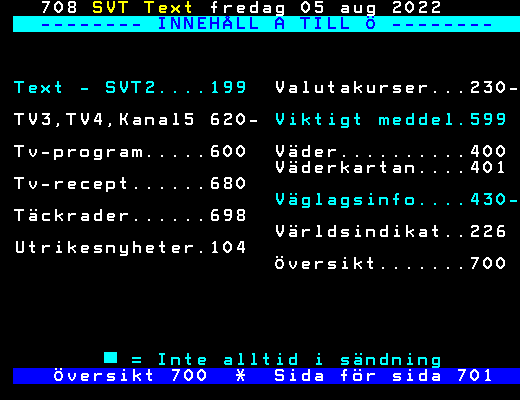 708 SVT Text fredag 05 aug 2022
-------- INNEHÅLL A TILL Ö --------
Text - SVT2....199
TV3,TV4,Kanal5 620-
Tv-program.....600
Tv-recept......680
Täckrader......698
Utrikesnyheter.104
Valutakurser...230-
Viktigt meddel.599
Väder..........400
Väderkartan....401
Väglagsinfo....430-
Världsindikat..226
Översikt.......700
= Inte alltid i sändning
Översikt 700 * Sida för sida 701